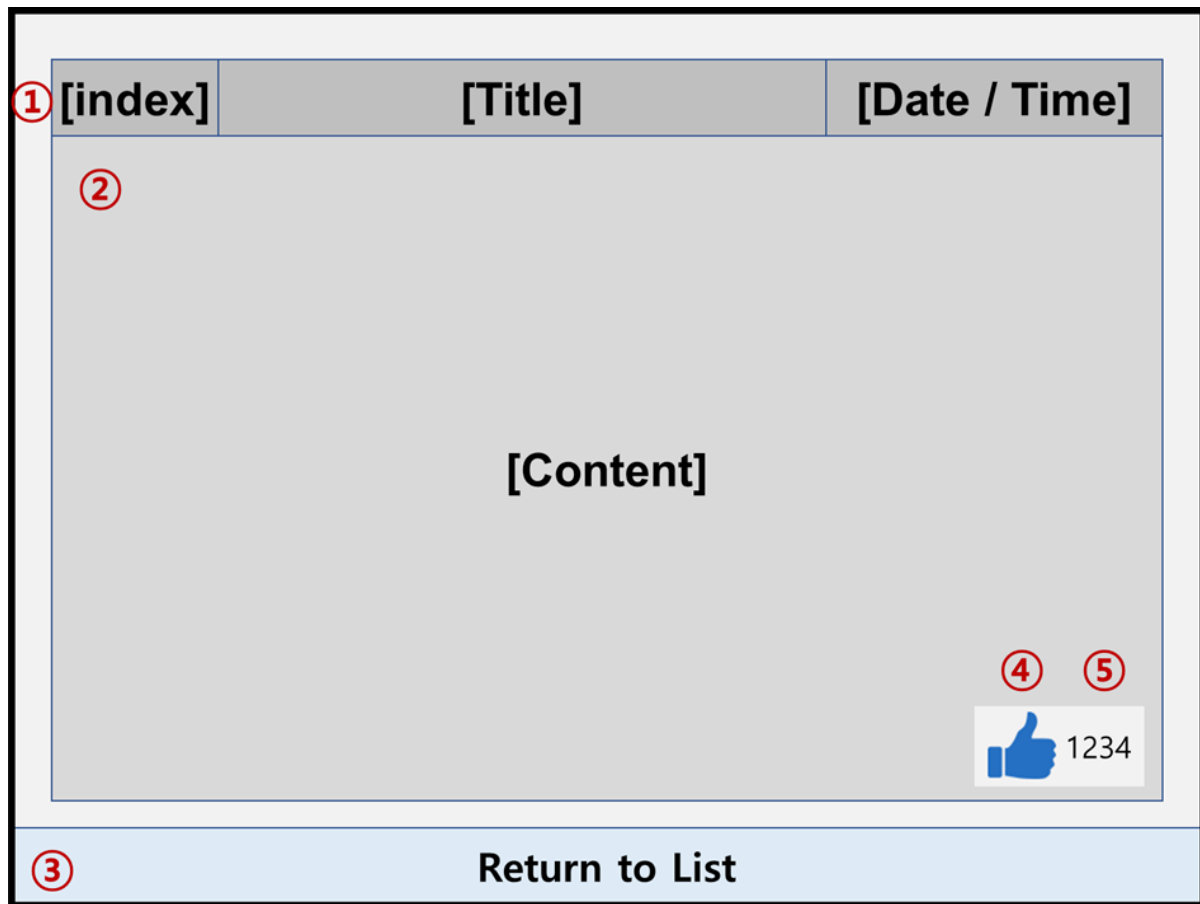 ① [index] [Title] [Date / Time]
②
[Content]
④ ⑤
1234
③ Return to List